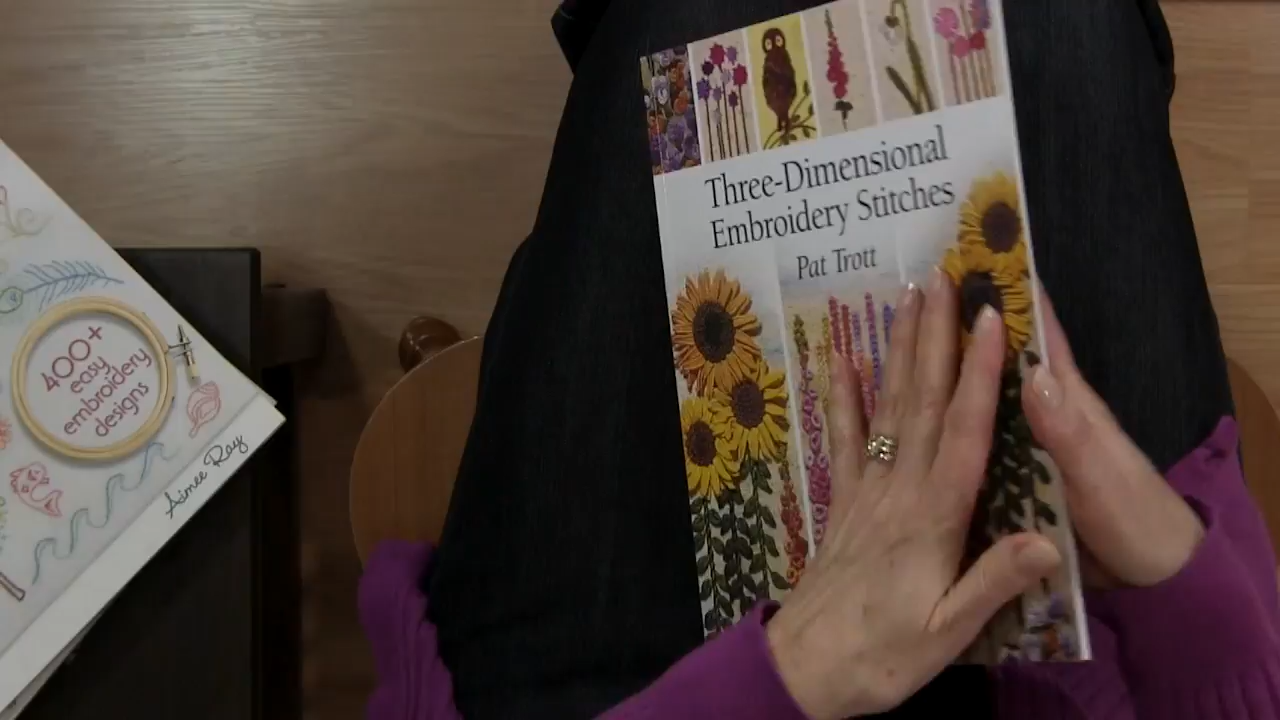 Three-Dimensional
Embroidery Stitches
Pat Trott
400+
easy
embroidery
designs
Aimee Ray